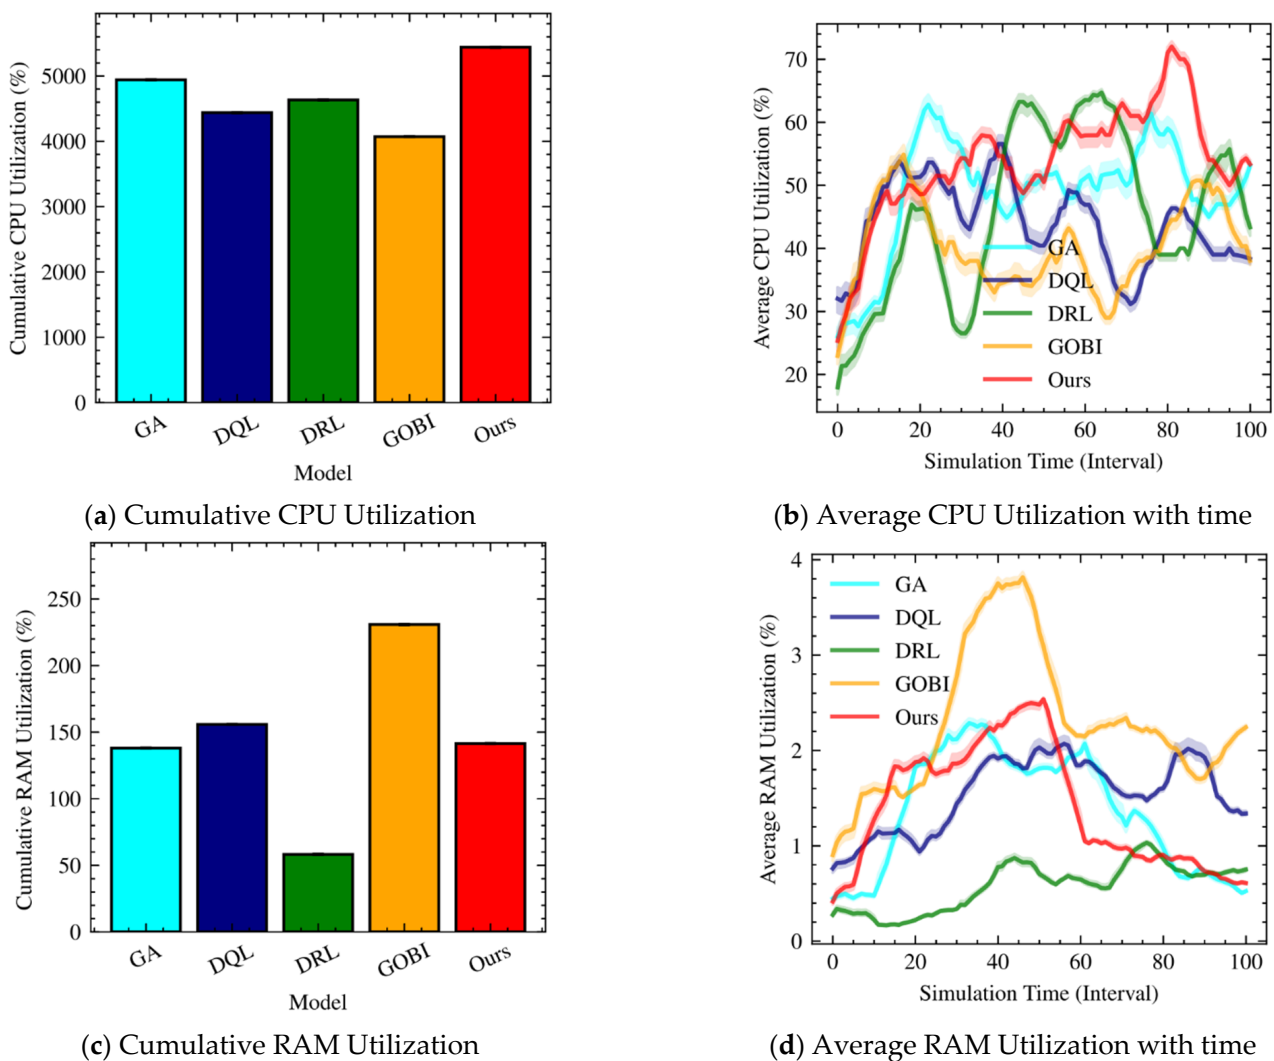 Cumulative CPU Utilization (%)
5000
4000
3000
2000
1000
0
GA
DQL
DRL
GOBI
Ours
Model
(a) Cumulative CPU Utilization
Average CPU Utilization (%)
70
60
50
40
30
20
GA
DQL
DRL
GOBI
Ours
0
20
40
60
80
100
Simulation Time (Interval)
(b) Average CPU Utilization with time
Cumulative RAM Utilization (%)
250
200
150
100
50
0
GA
DQL
DRL
GOBI
Ours
Model
(c) Cumulative RAM Utilization
Average RAM Utilization (%)
4
3
2
1
0
GA
DQL
DRL
GOBI
Ours
0
20
40
60
80
100
Simulation Time (Interval)
(d) Average RAM Utilization with time